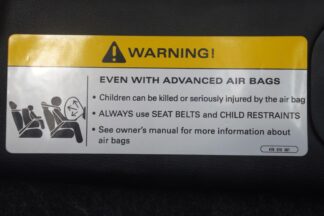 WARNING!
EVEN WITH ADVANCED AIR BAGS
• Children can be killed or seriously injured by the air bag
• ALWAYS use SEAT BELTS and CHILD RESTRAINTS
• See owner's manual for more information about
air bags